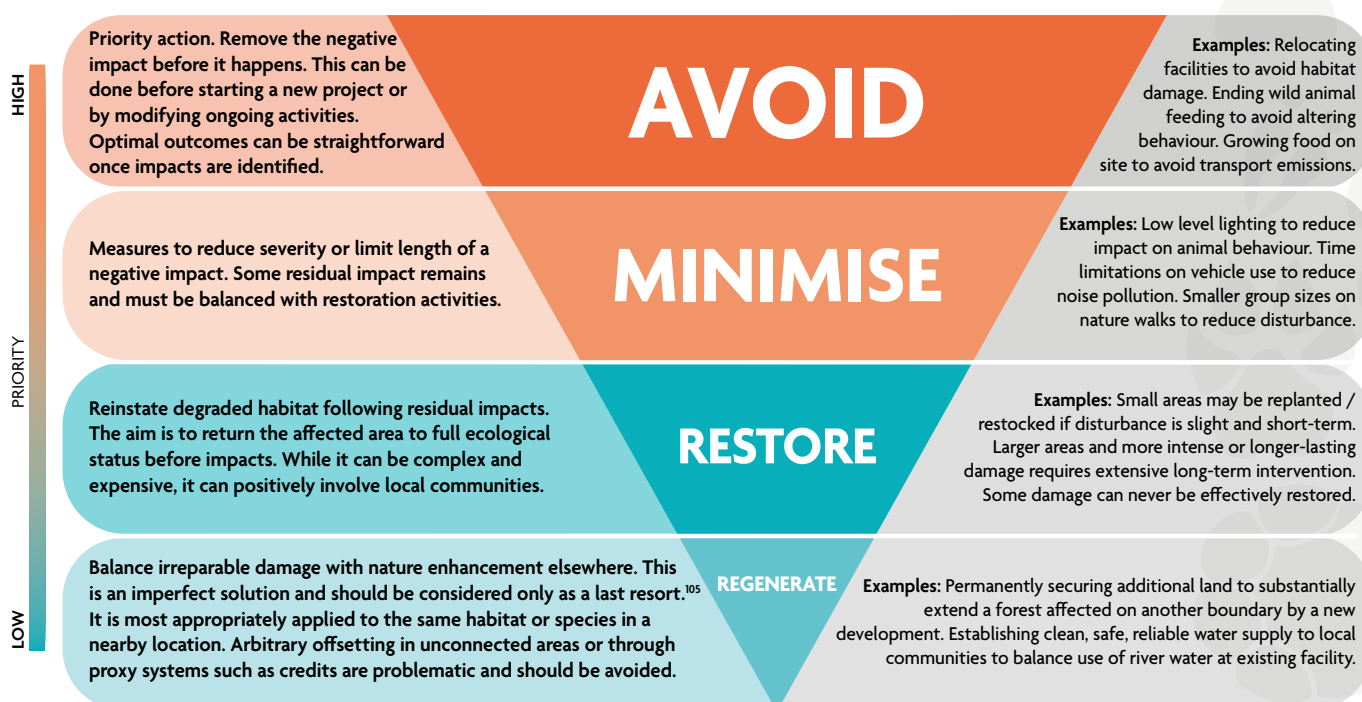 HIGH
PRIORITY
LOW
Priority action. Remove the negative
impact before it happens. This can be
done before starting a new project or
by modifying ongoing activities.
Optimal outcomes can be straightforward
once impacts are identified.
AVOID
Examples: Relocating
facilities to avoid habitat
damage. Ending wild animal
feeding to avoid altering
behaviour. Growing food on
site to avoid transport emissions.
Measures to reduce severity or limit length of a
negative impact. Some residual impact remains
and must be balanced with restoration activities.
MINIMISE
Examples: Low level lighting to reduce
impact on animal behaviour. Time
limitations on vehicle use to reduce
noise pollution. Smaller group sizes on
nature walks to reduce disturbance.
Reinstate degraded habitat following residual impacts.
The aim is to return the affected area to full ecological
status before impacts. While it can be complex and
expensive, it can positively involve local communities.
RESTORE
Examples: Small areas may be replanted /
restocked if disturbance is slight and short-term.
Larger areas and more intense or longer-lasting
damage requires extensive long-term intervention.
Some damage can never be effectively restored.
Balance irreparable damage with nature enhancement elsewhere. This
is an imperfect solution and should be considered only as a last resort.¹⁰⁵
It is most appropriately applied to the same habitat or species in a
nearby location. Arbitrary offsetting in unconnected areas or through
proxy systems such as credits are problematic and should be avoided.
REGENERATE
Examples: Permanently securing additional land to substantially
extend a forest affected on another boundary by a new
development. Establishing clean, safe, reliable water supply to local
communities to balance use of river water at existing facility.